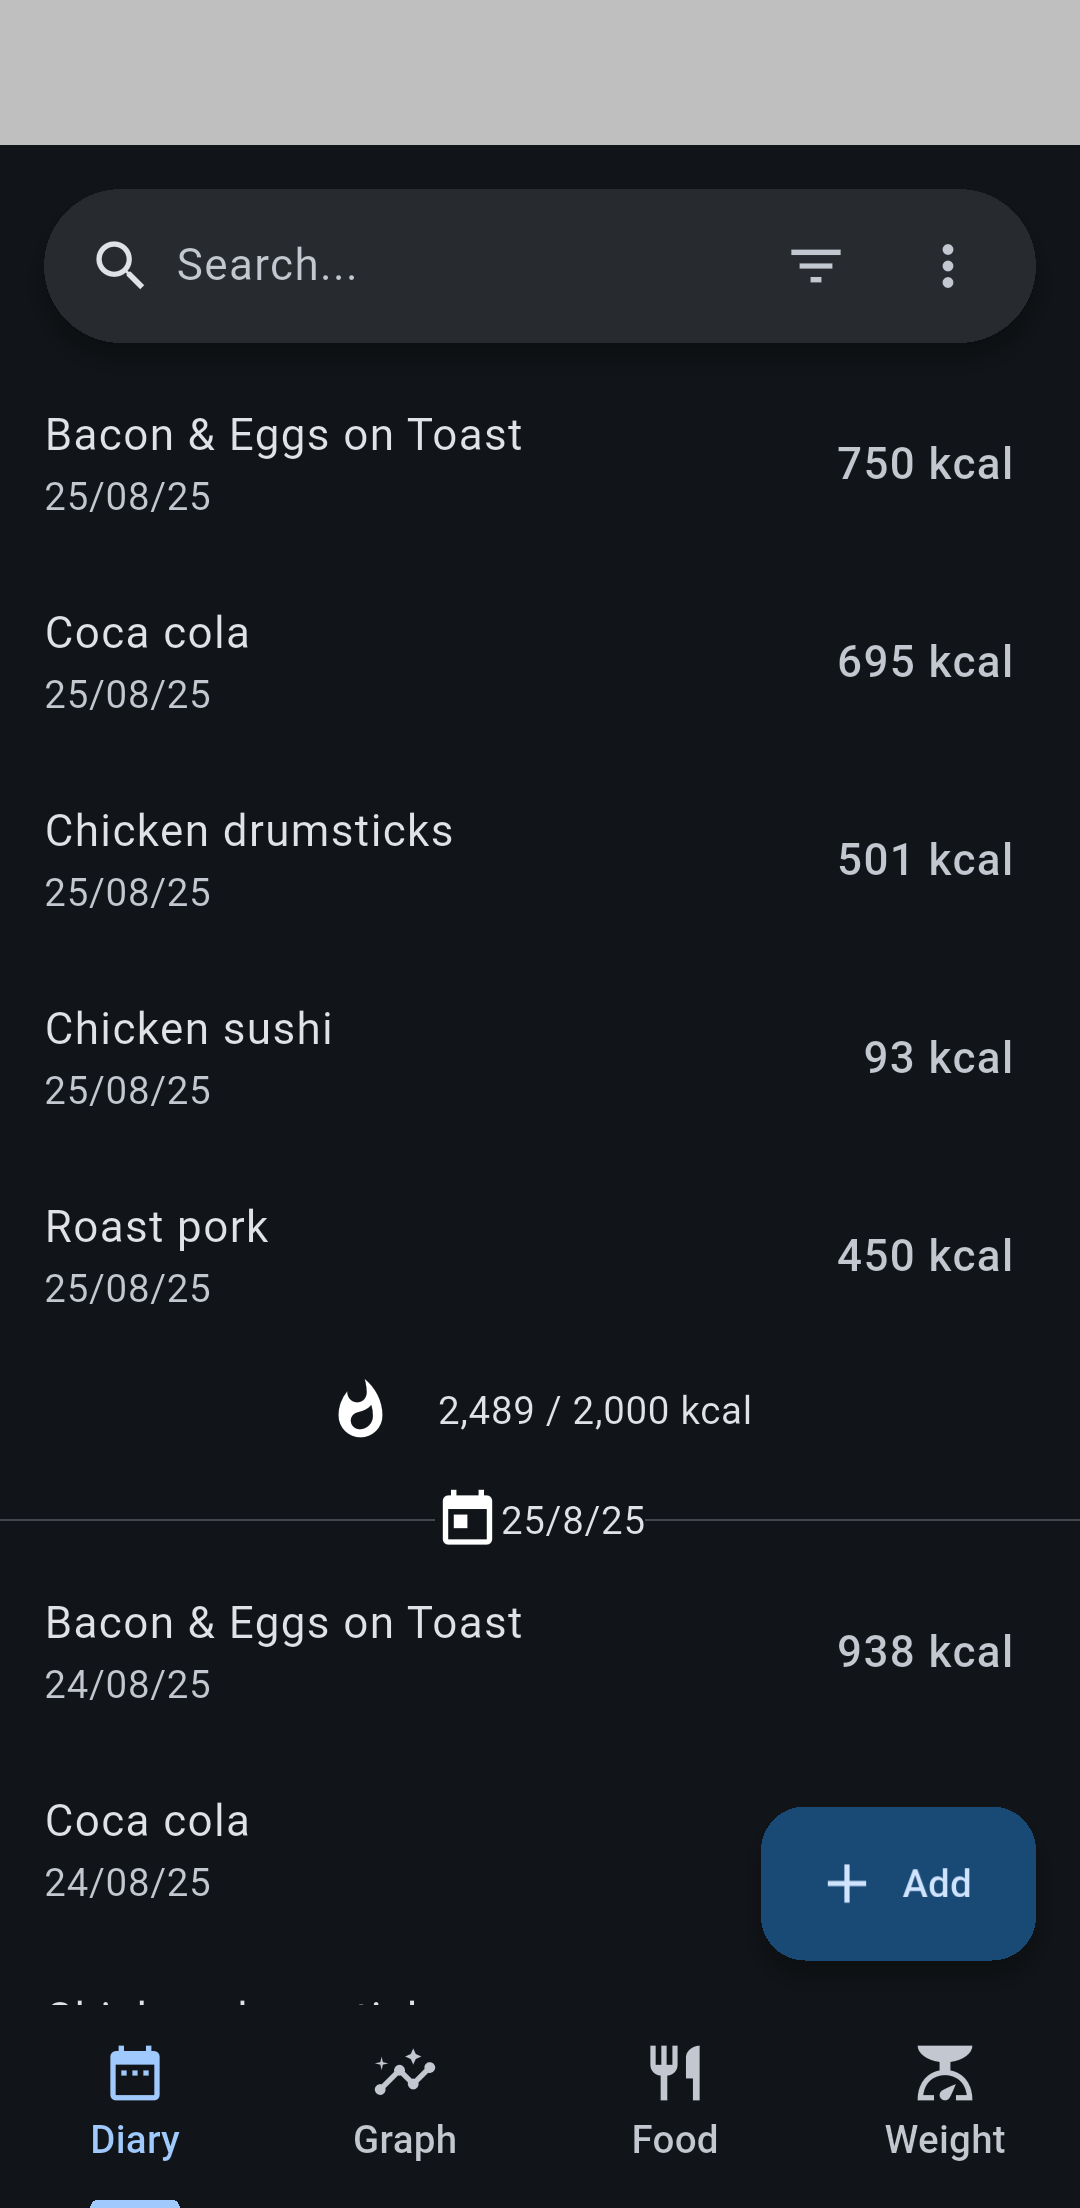 Search...
Bacon & Eggs on Toast
750 kcal
25/08/25
Coca cola
695 kcal
25/08/25
Chicken drumsticks
501 kcal
25/08/25
Chicken sushi
93 kcal
25/08/25
Roast pork
450 kcal
25/08/25
2,489 / 2,000 kcal
25/8/25
Bacon & Eggs on Toast
938 kcal
24/08/25
Coca cola
24/08/25
Add
Diary
Graph
Food
Weight